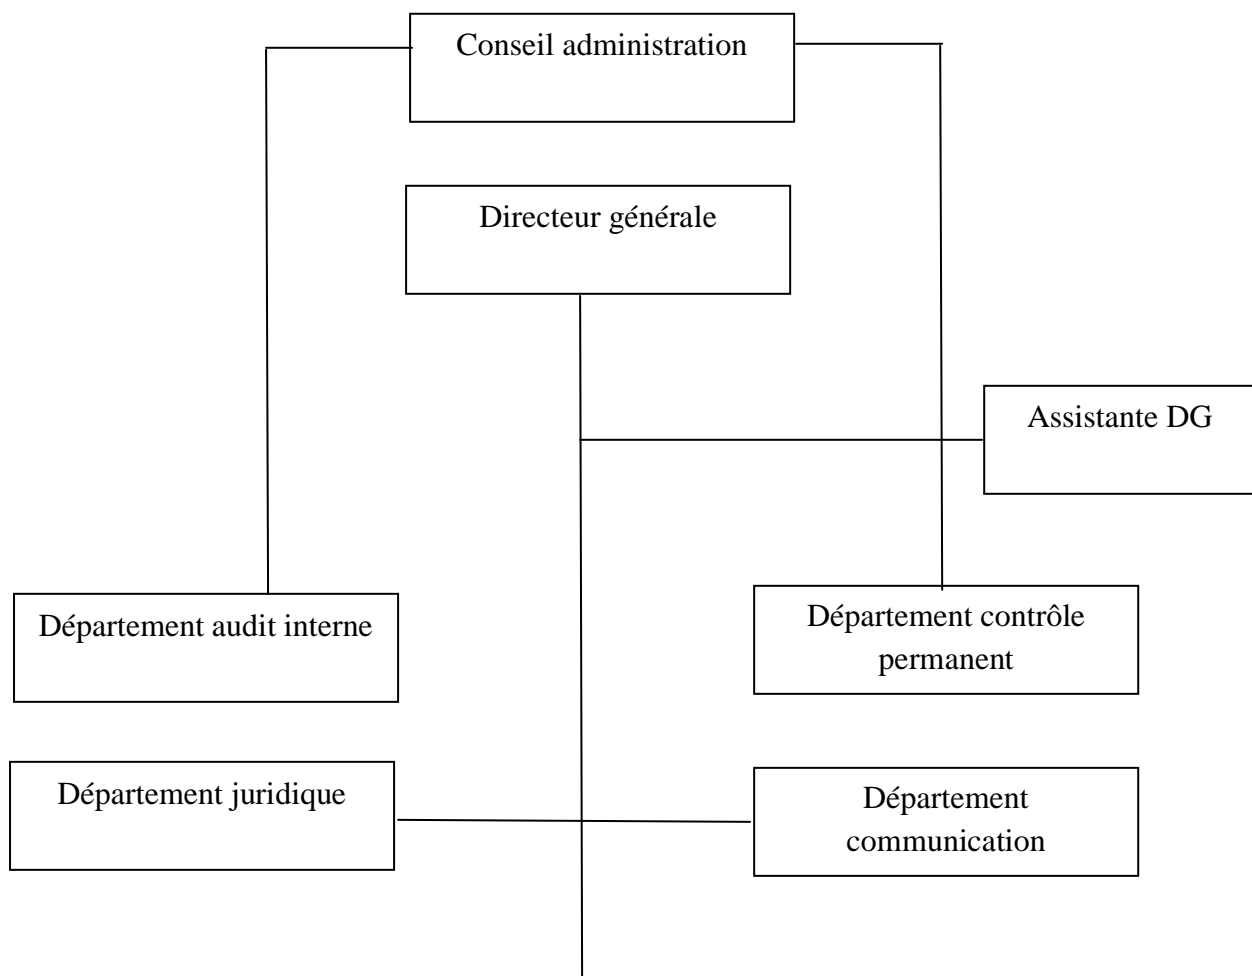 Conseil administration
Directeur générale
Assistante DG
Département audit interne
Département contrôle
permanent
Département juridique
Département
communication